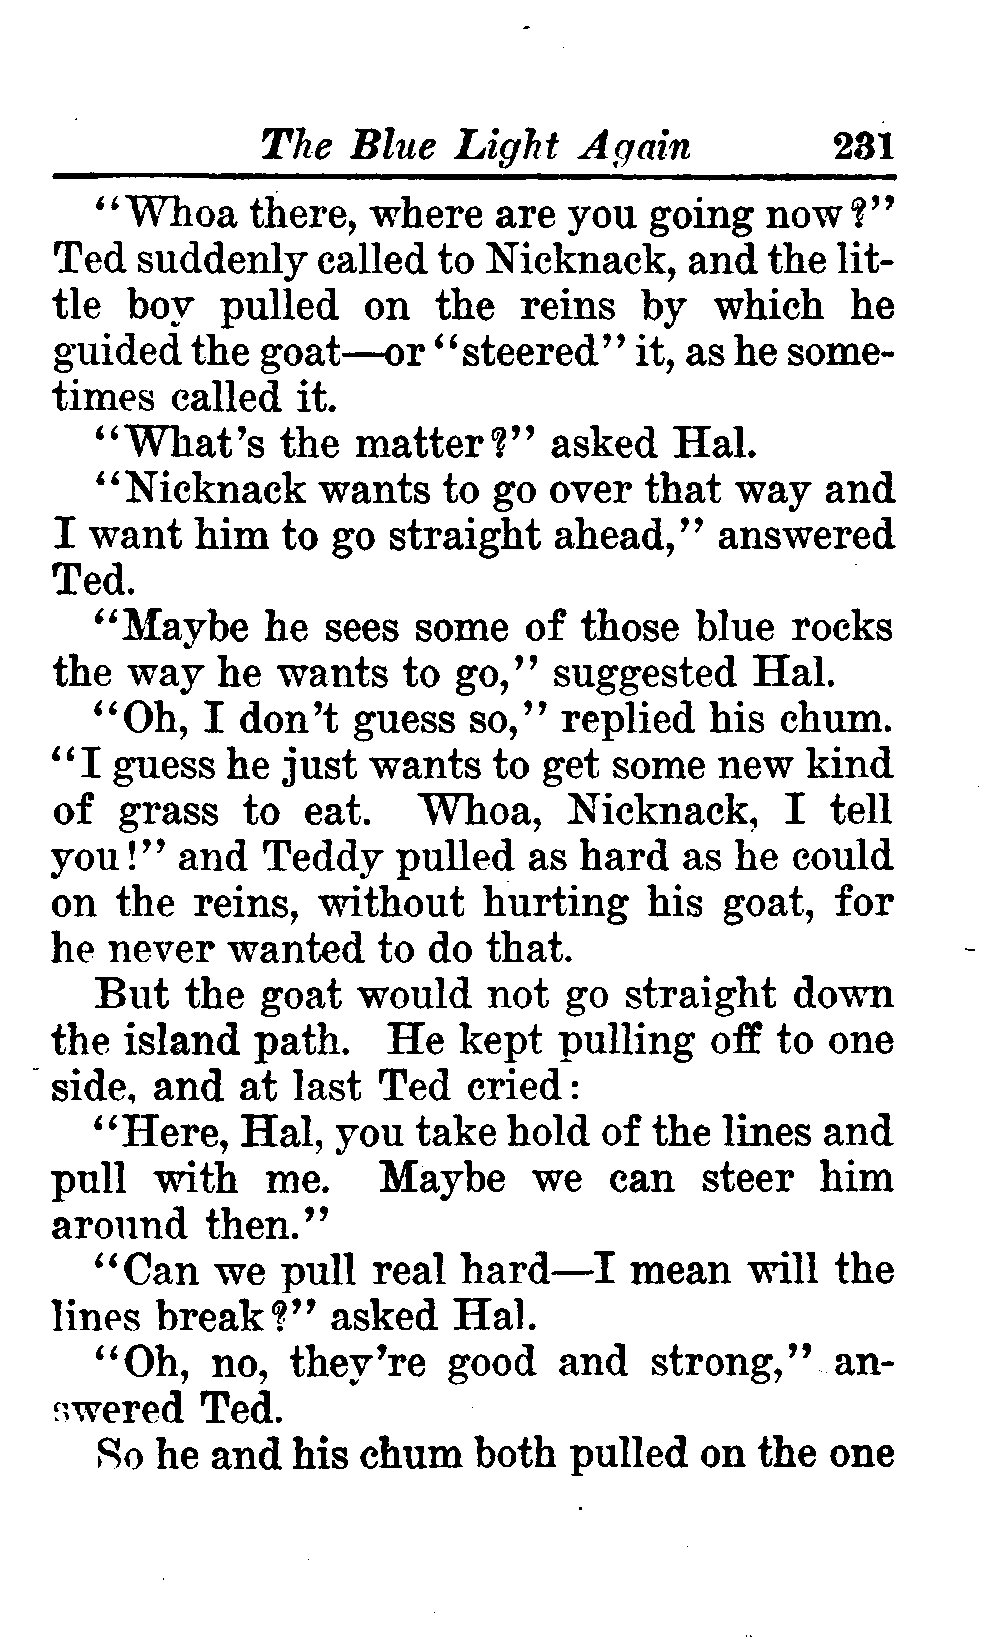 The Blue Light Again 231
"Whoa there, where are you going now?"
Ted suddenly called to Nicknack, and the lit-
tle boy pulled on the reins by which he
guided the goat—or "steered" it, as he some-
times called it.
"What's the matter?" asked Hal.
"Nicknack wants to go over that way and
I want him to go straight ahead," answered
Ted.
"Maybe he sees some of those blue rocks
the way he wants to go," suggested Hal.
"Oh, I don't guess so," replied his chum.
"I guess he just wants to get some new kind
of grass to eat. Whoa, Nicknack, I tell
you!" and Teddy pulled as hard as he could
on the reins, without hurting his goat, for
he never wanted to do that.
But the goat would not go straight down
the island path. He kept pulling off to one
side, and at last Ted cried:
"Here, Hal, you take hold of the lines and
pull with me. Maybe we can steer him
around then."
"Can we pull real hard—I mean will the
lines break?" asked Hal.
"Oh, no, they're good and strong," an-
swered Ted.
So he and his chum both pulled on the one